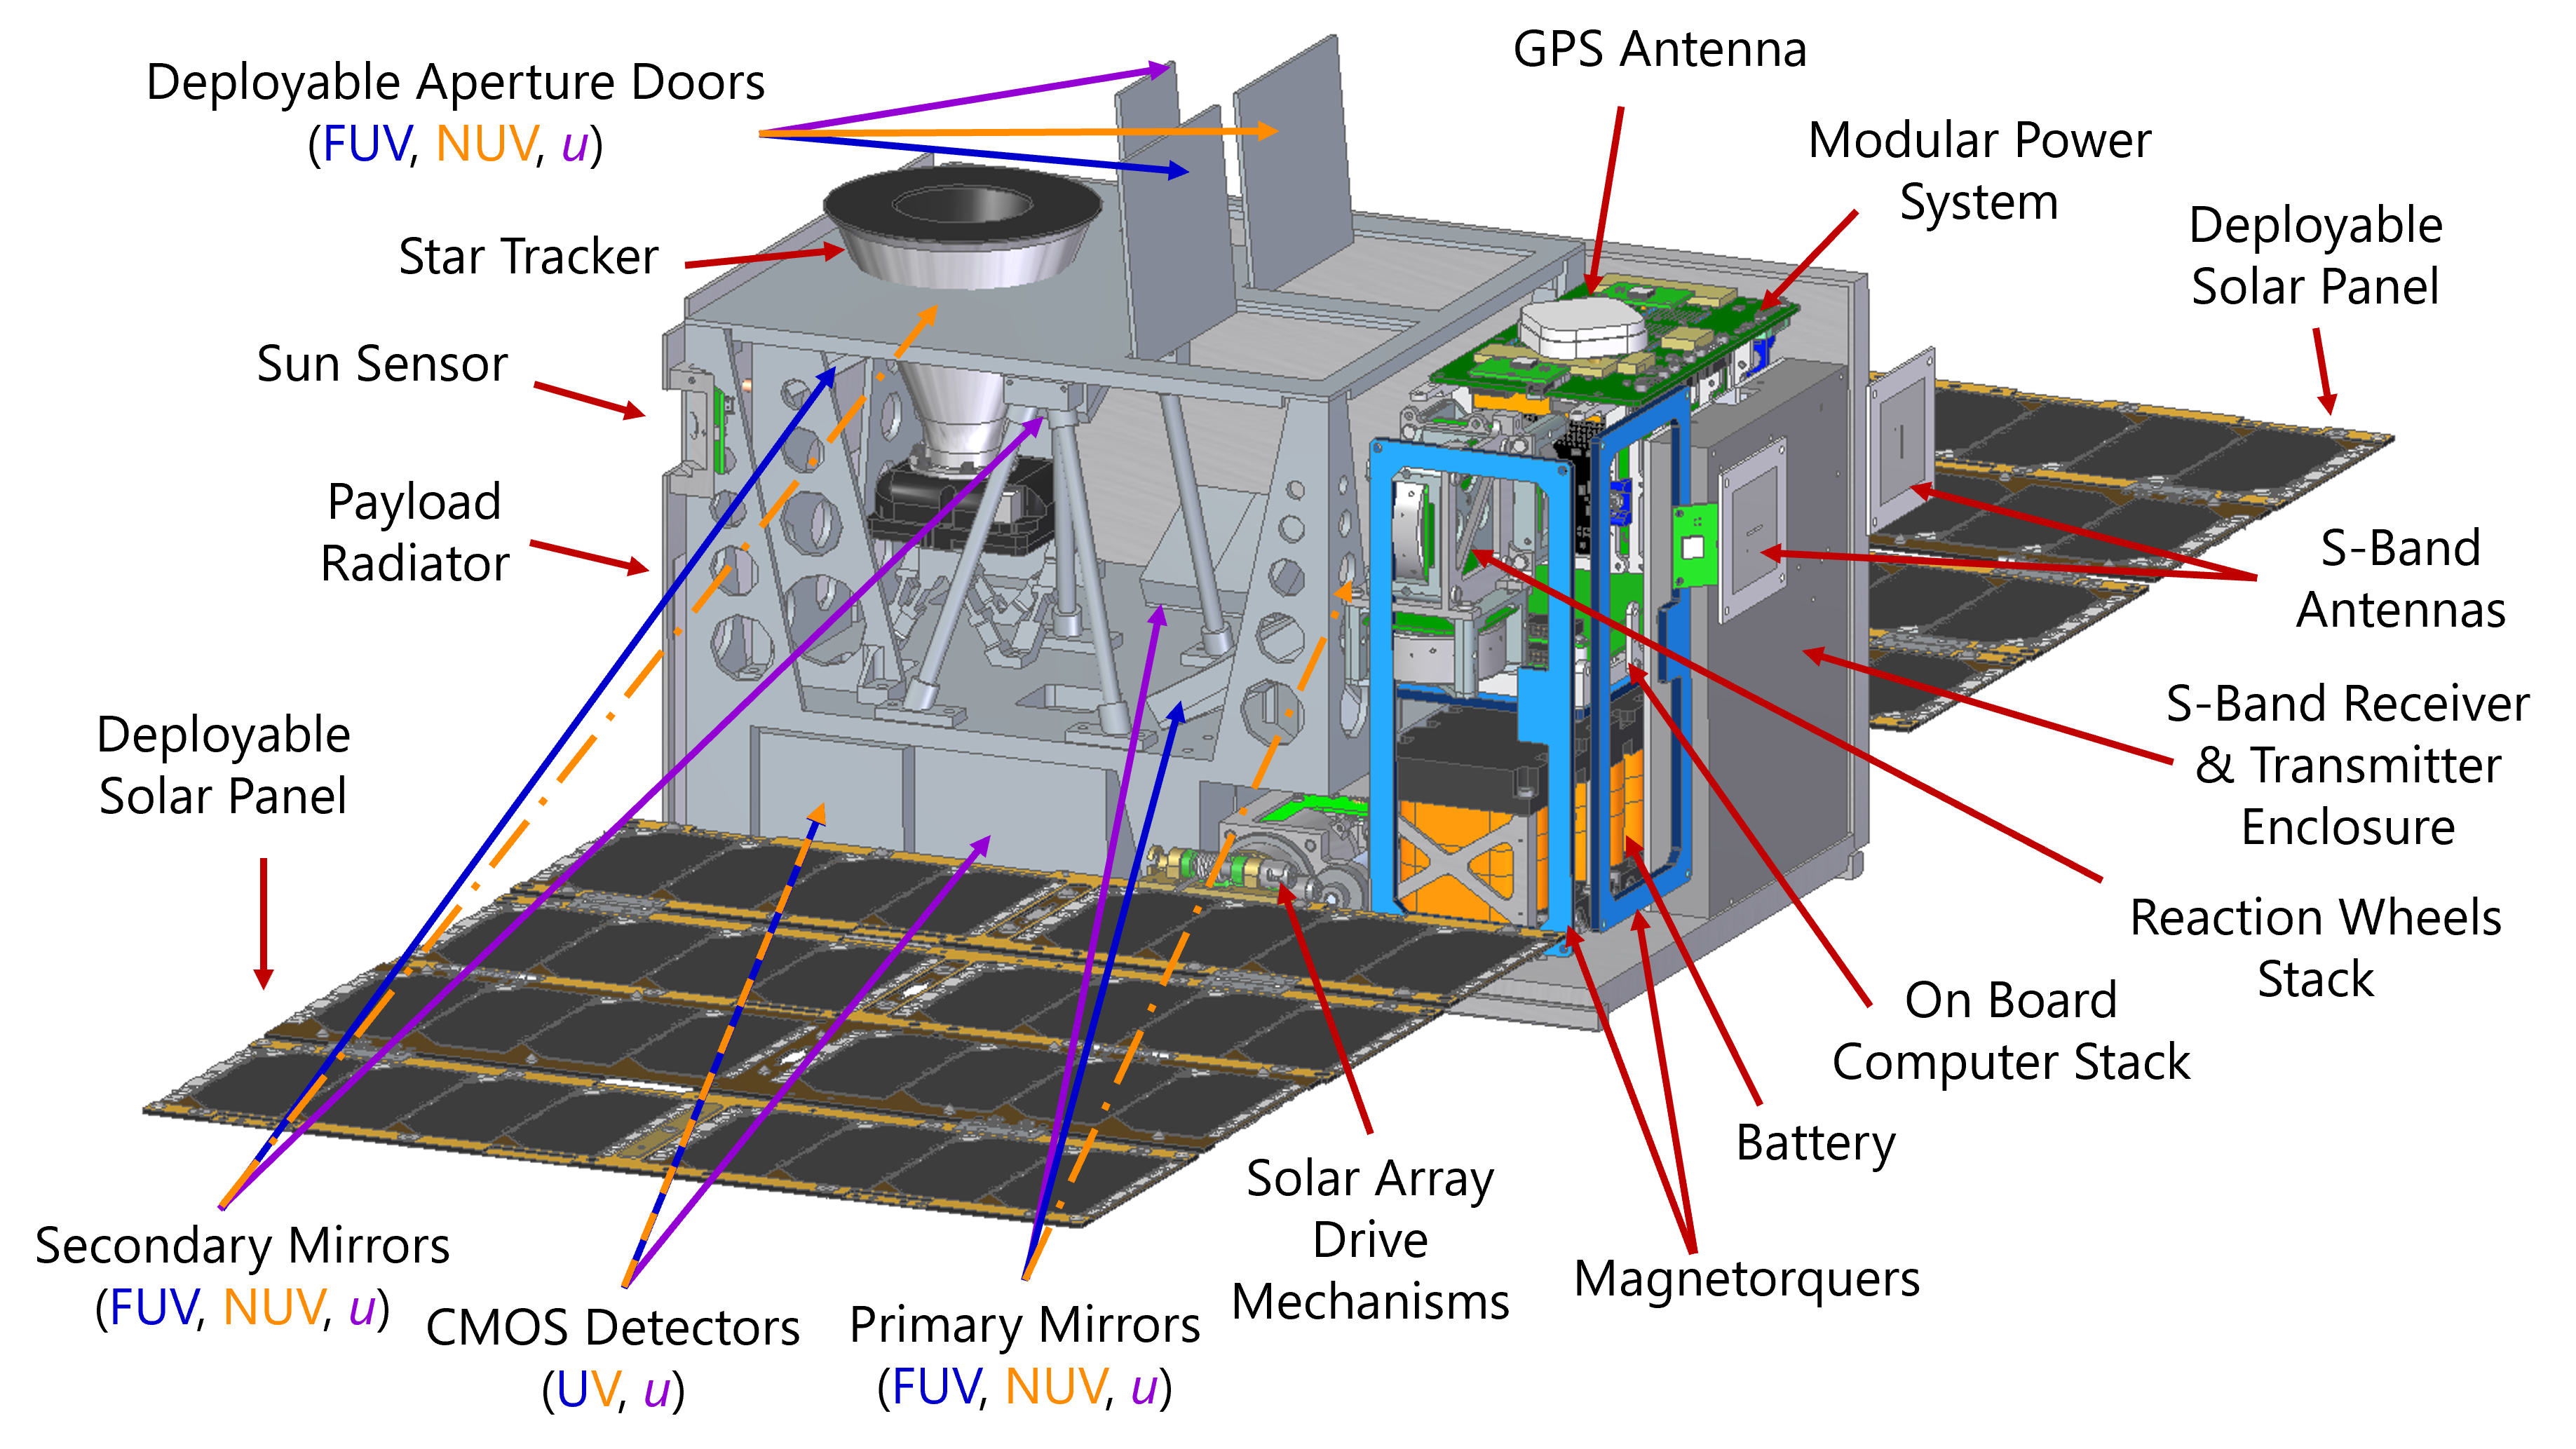 Deployable Aperture Doors
(FUV, NUV, u)
GPS Antenna
Modular Power
System
Deployable
Solar Panel
Star Tracker
Sun Sensor
Payload
Radiator
S-Band
Antennas
S-Band Receiver
& Transmitter
Enclosure
Deployable
Solar Panel
Reaction Wheels
Stack
On Board
Computer Stack
Battery
Magnetorquers
Solar Array
Drive
Mechanisms
Secondary Mirrors
(FUV, NUV, u)
CMOS Detectors
(UV, u)
Primary Mirrors
(FUV, NUV, u)